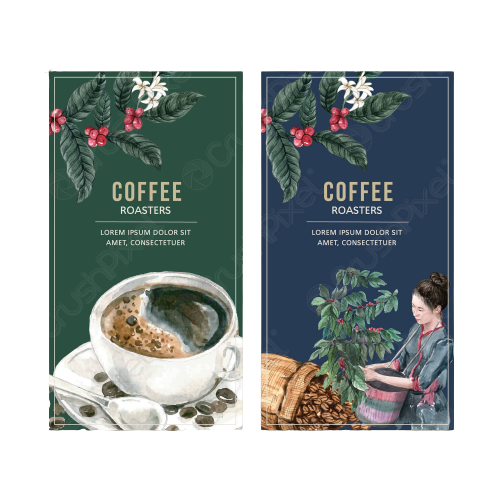 COFFEE
ROASTERS
LOREM IPSUM DOLOR SIT
AMET, CONSECTETUER
COFFEE
ROASTERS
LOREM IPSUM DOLOR SIT
AMET, CONSECTETUER